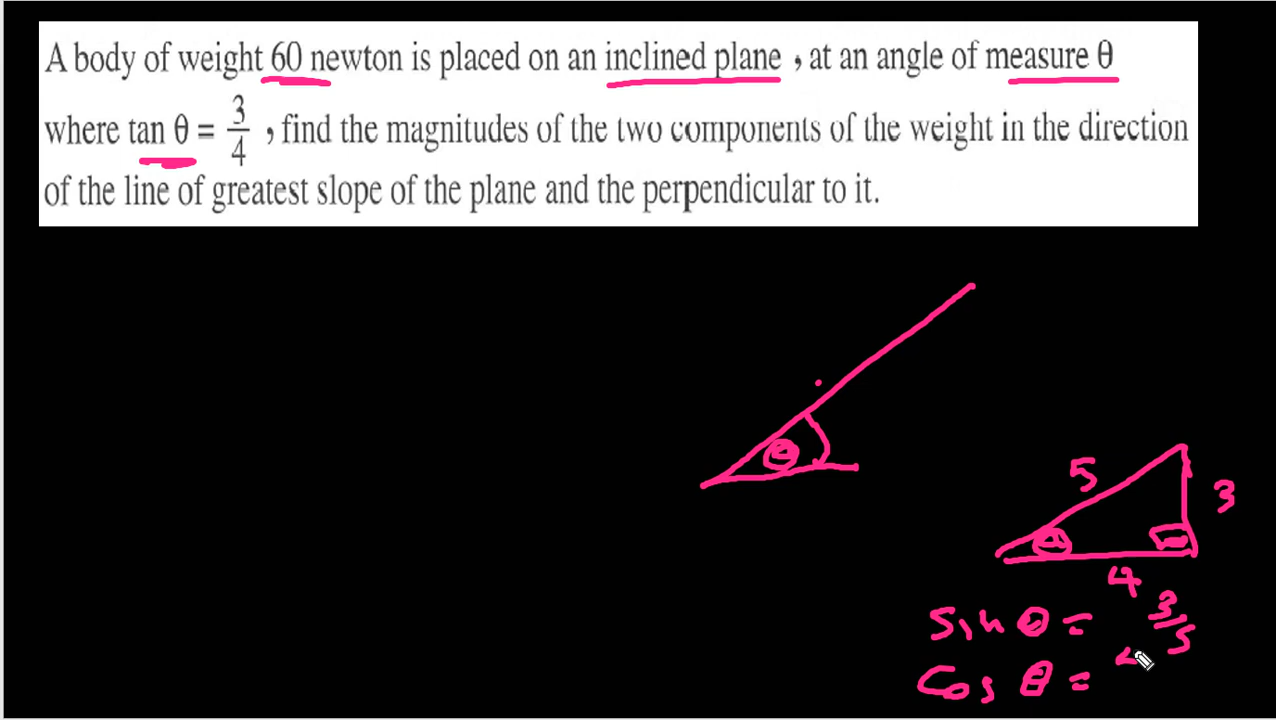 A body of weight 60 newton is placed on an inclined plane , at an angle of measure θ
where tan θ = 3/4 , find the magnitudes of the two components of the weight in the direction
of the line of greatest slope of the plane and the perpendicular to it.
θ
5
3
θ
4
sin θ = 3/5
cos θ =